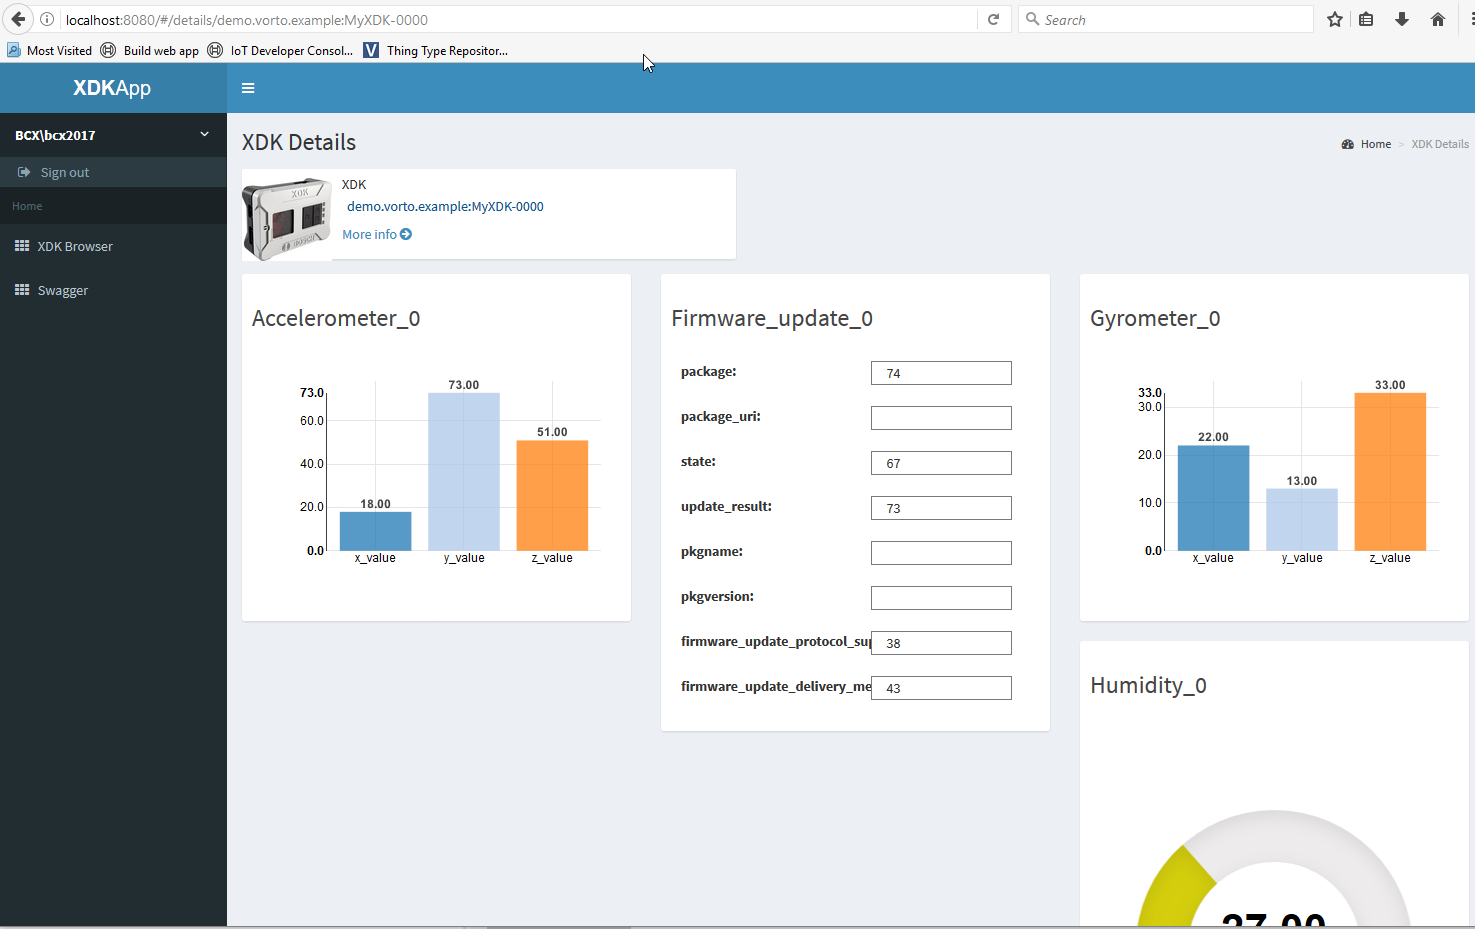 localhost:8080/#/details/demo.vorto.example:MyXDK-0000
Search
Most Visited Build web app IoT Developer Consol... V Thing Type Repositor...
XDKApp
BCX\bcx2017
Sign out
Home
XDK Browser
Swagger
XDK Details
Home > XDK Details
XDK
BOSCH
XDK
demo.vorto.example:MyXDK-0000
More info
Accelerometer_0
73.0
60.0
40.0
20.0
0.0
18.00
73.00
51.00
x_value y_value z_value
Firmware_update_0
package: 74
package_uri:
state: 67
update_result: 73
pkgname:
pkgversion:
firmware_update_protocol_sup 38
firmware_update_delivery_me 43
Gyrometer_0
33.0
30.0
20.0
10.0
0.0
22.00
13.00
33.00
x_value y_value z_value
Humidity_0
27.00